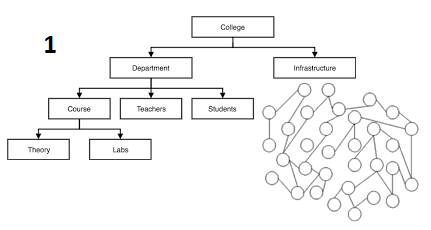 1
College
Department Infrastructure
Course Teachers Students
Theory Labs